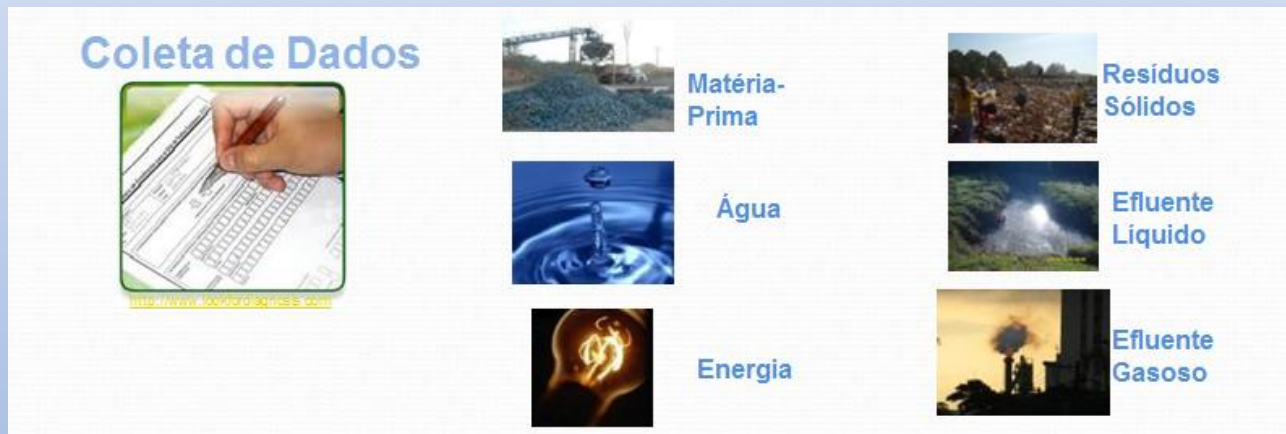 Coleta de Dados
Matéria-
Prima
Água
Energia
Resíduos
Sólidos
Efluente
Líquido
Efluente
Gasoso